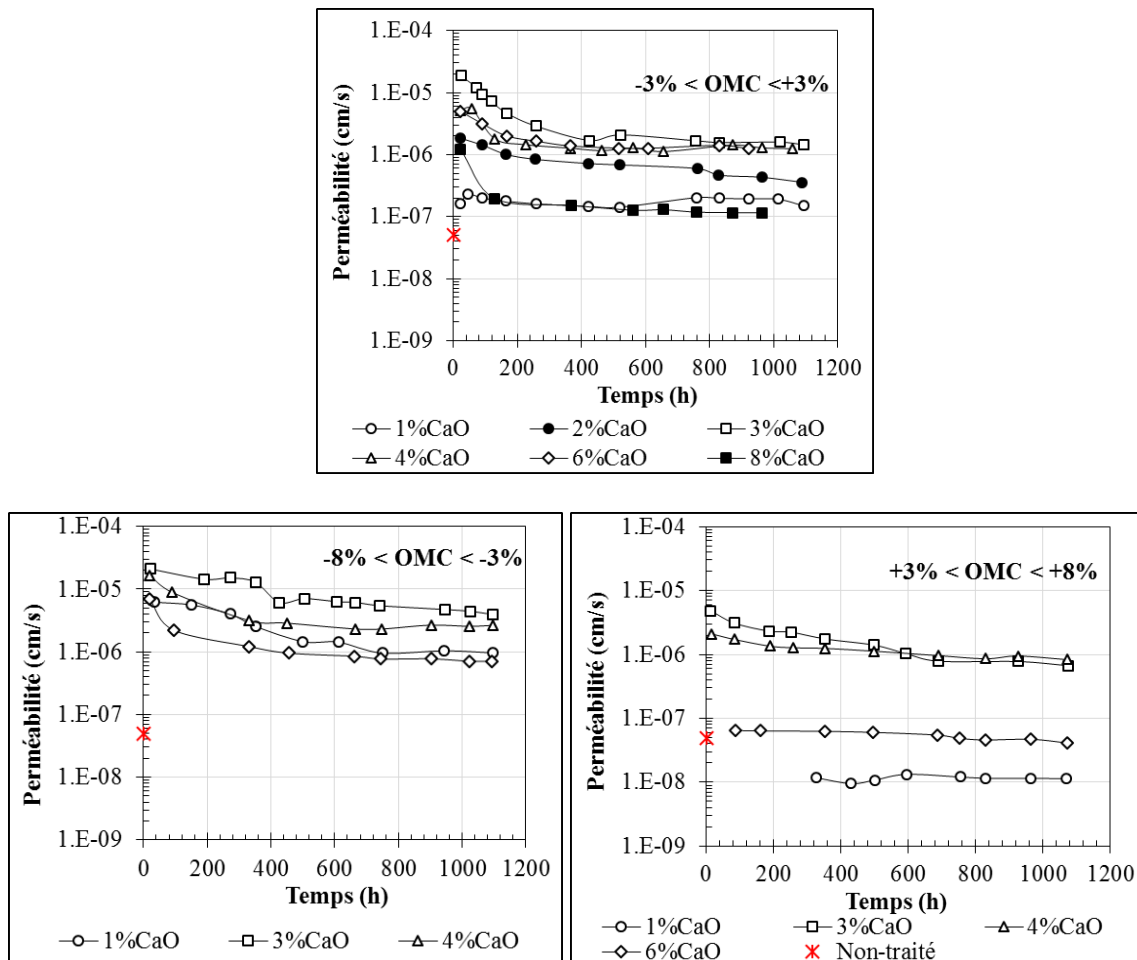 1.E-04
-3% < OMC <+3%
1.E-05
1.E-06
1.E-07
1.E-08
1.E-09
Perméabilité (cm/s)
0 200 400 600 800 1000 1200
Temps (h)
1%CaO 2%CaO 3%CaO
4%CaO 6%CaO 8%CaO
1.E-04
-8% < OMC < -3%
1.E-05
1.E-06
1.E-07
1.E-08
1.E-09
Perméabilité (cm/s)
0 200 400 600 800 1000 1200
Temps (h)
1%CaO 3%CaO 4%CaO
1.E-04
+3% < OMC < +8%
1.E-05
1.E-06
1.E-07
1.E-08
1.E-09
Perméabilité (cm/s)
0 200 400 600 800 1000 1200
Temps (h)
1%CaO 3%CaO 4%CaO
6%CaO Non-traité